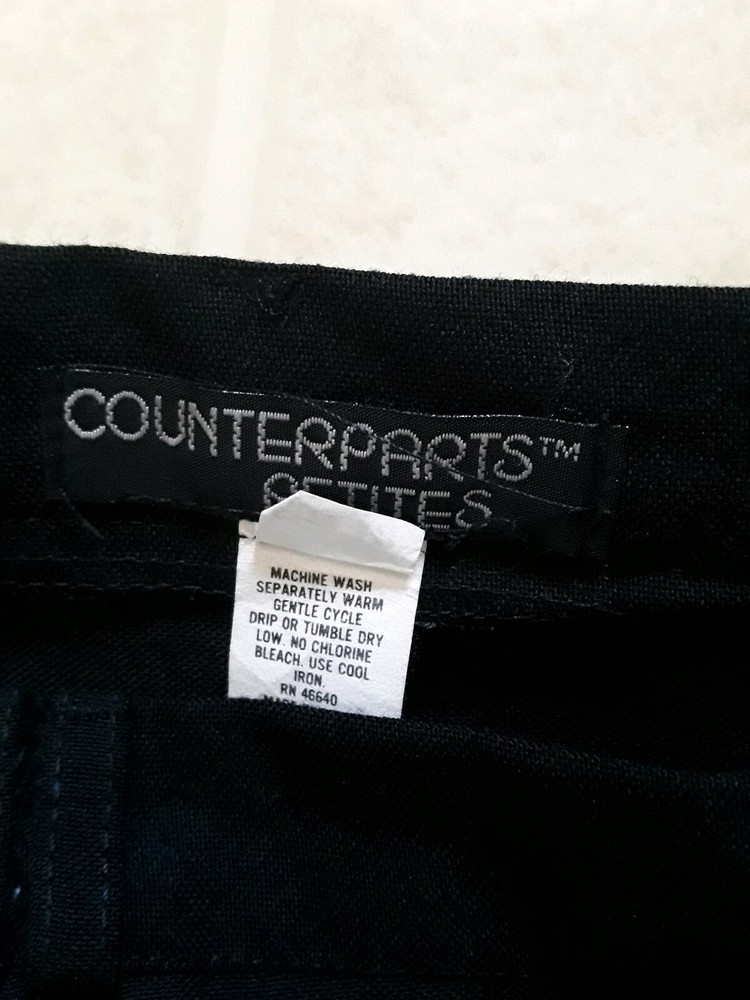 COUNTERPARTS™
PETITES
MACHINE WASH
SEPARATELY WARM
GENTLE CYCLE
DRIP OR TUMBLE DRY
LOW. NO CHLORINE
BLEACH. USE COOL
IRON.
RN 46640
MADE